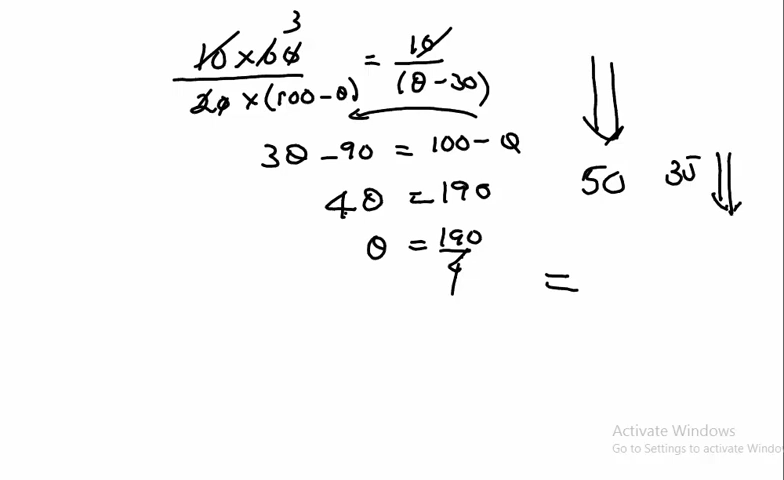 3
10 × 60 / 20 × (100 − θ) = 10 / (θ − 30)
3θ − 90 = 100 − θ
4θ = 190
θ = 190 / 4
=
50 35
Activate Windows
Go to Settings to activate Windo